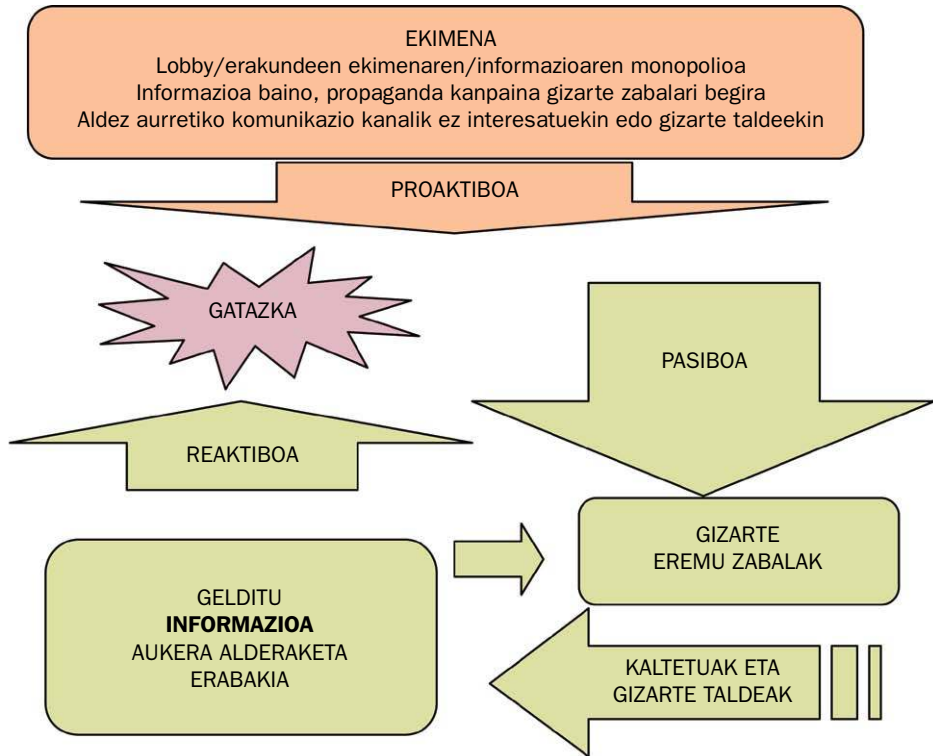 EKIMENA
Lobby/erakundeen ekimenaren/informazioaren monopolioa
Informazioa baino, propaganda kanpaina gizarte zabalari begira
Aldez aurretiko komunikazio kanalik ez interesatuekin edo gizarte taldeekin
PROAKTIBOA
GATAZKA
PASIBOA
REAKTIBOA
GIZARTE
EREMU ZABALAK
GELDITU
INFORMAZIOA
AUKERA ALDERAKETA
ERABAKIA
KALTETUAK ETA
GIZARTE TALDEAK